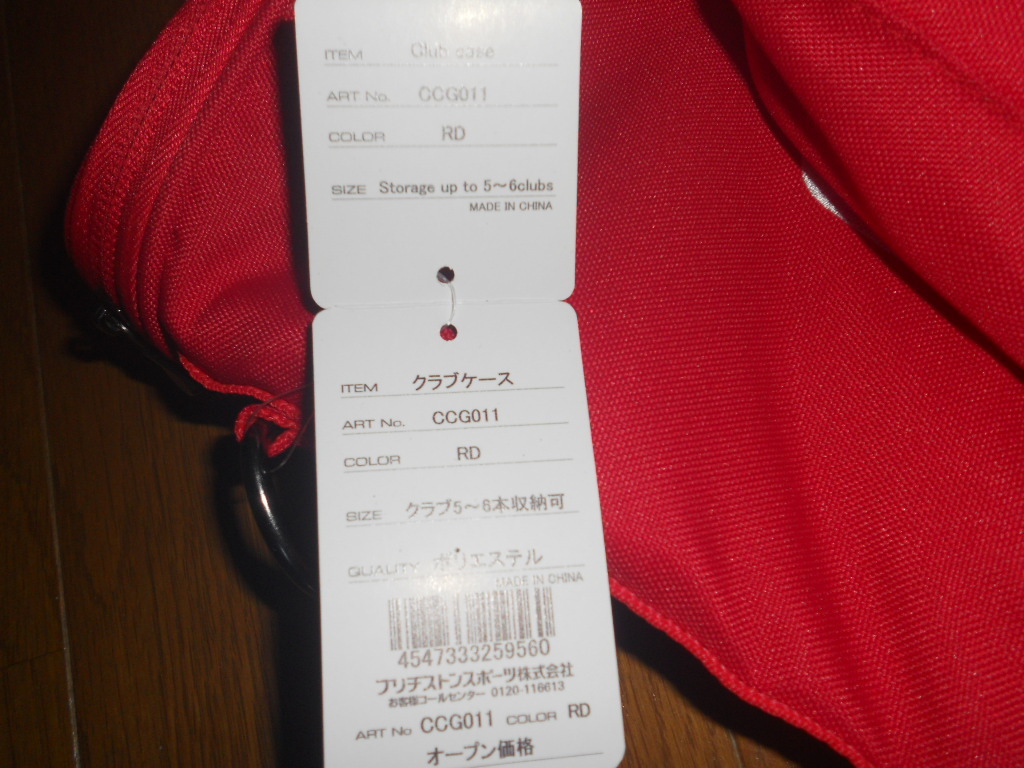 ITEM Club case
ART No. CCG011
COLOR RD
SIZE Storage up to 5～6clubs
MADE IN CHINA
ITEM クラブケース
ART No. CCG011
COLOR RD
SIZE クラブ5～6本収納可
QUALITY ポリエステル
MADE IN CHINA
4547333259560
ブリヂストンスポーツ株式会社
お客様コールセンター 0120-116613
ART No CCG011 COLOR RD
オープン価格